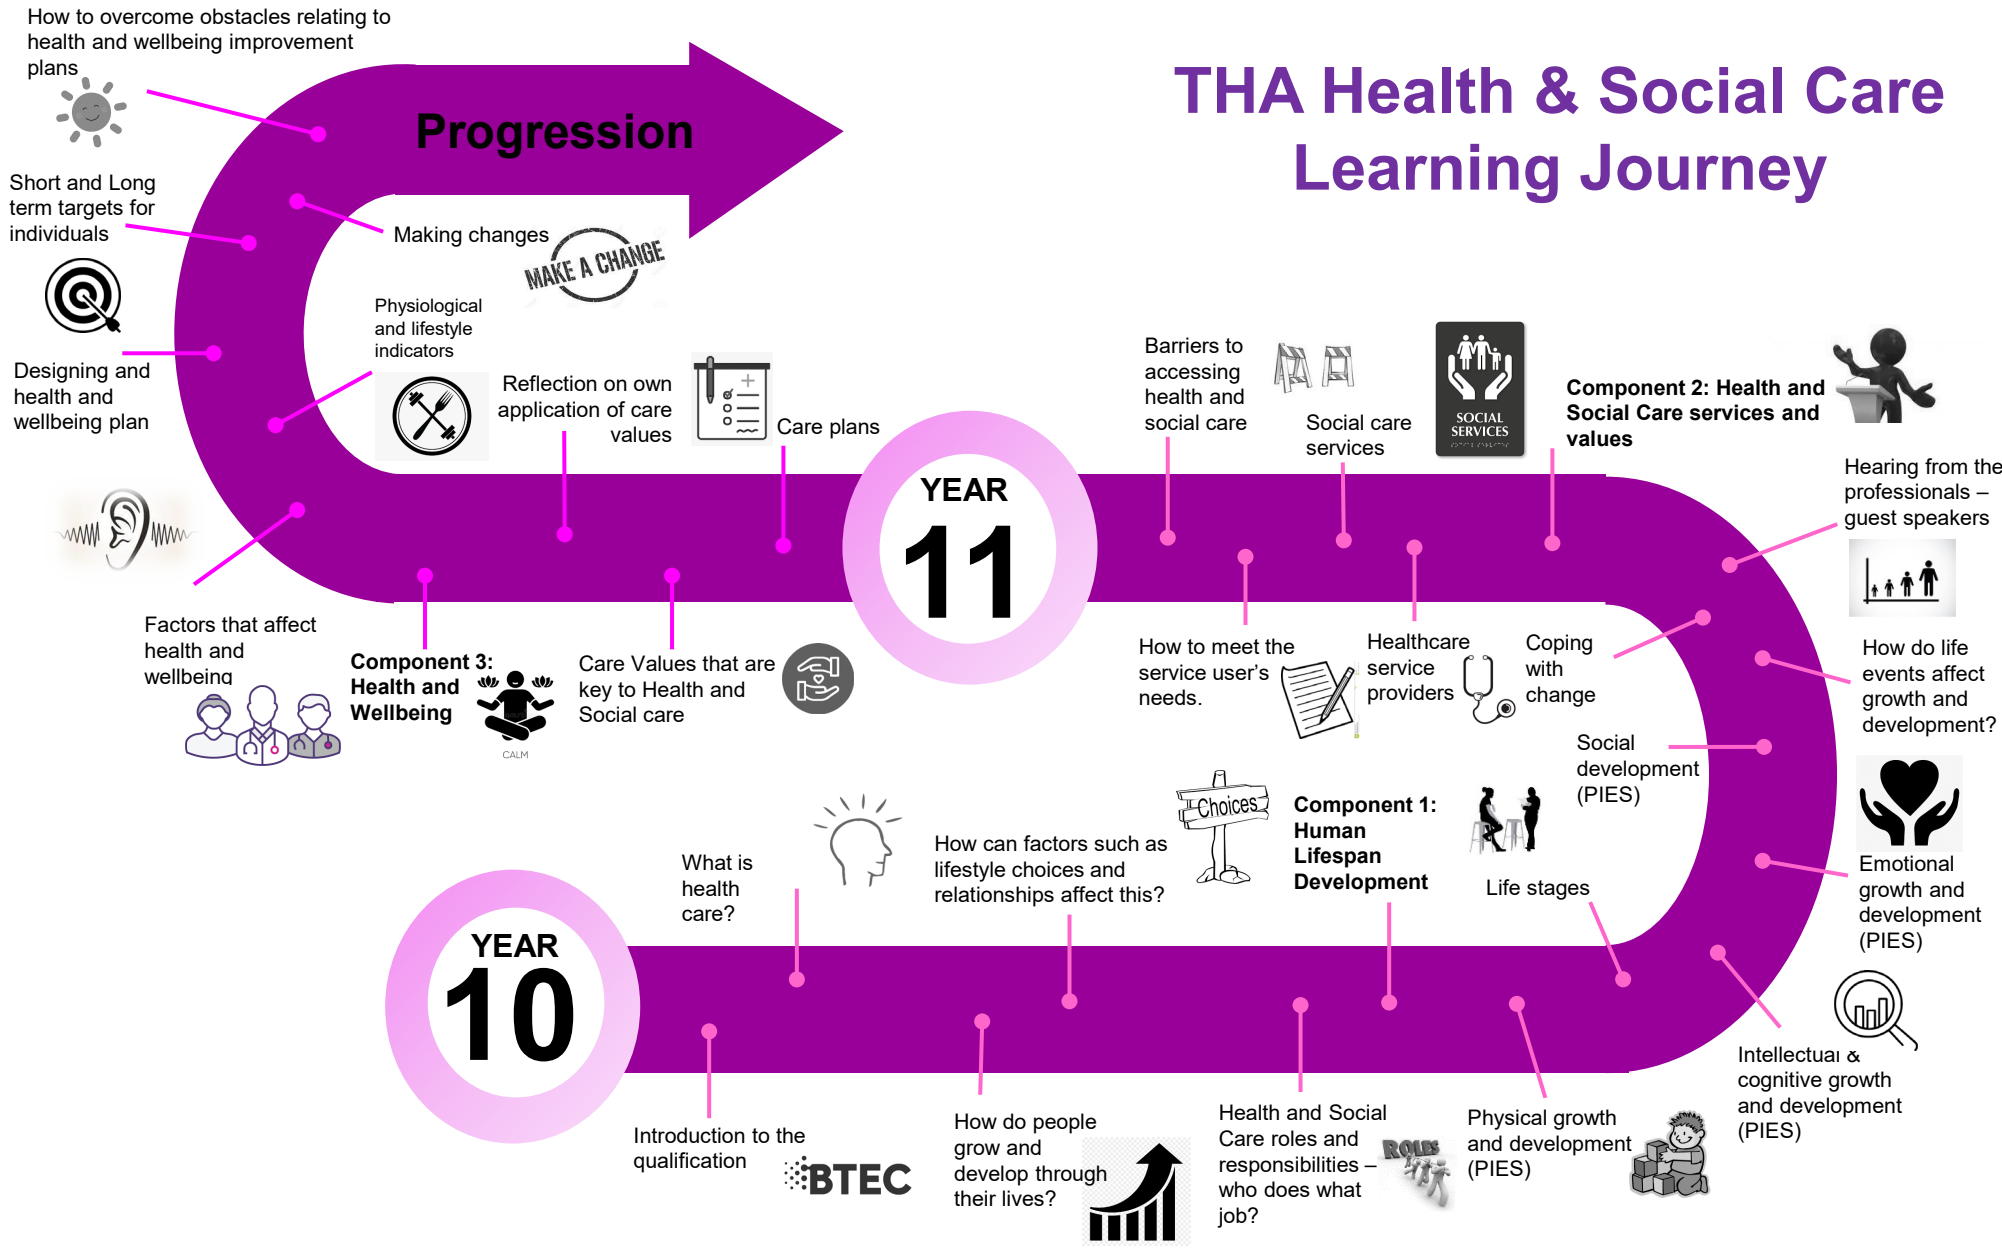 How to overcome obstacles relating to
health and wellbeing improvement
plans
THA Health & Social Care
Learning Journey
Progression
Short and Long
term targets for
individuals
Making changes
MAKE A CHANGE
Physiological
and lifestyle
indicators
Designing and
health and
wellbeing plan
Reflection on own
application of care
values
Care plans
YEAR
11
Barriers to
accessing
health and
social care
Social care
services
SOCIAL
SERVICES
Component 2: Health and
Social Care services and
values
Hearing from the
professionals –
guest speakers
Factors that affect
health and
wellbeing
Component 3:
Health and
Wellbeing
CALM
Care Values that are
key to Health and
Social care
How to meet the
service user's
needs.
Healthcare
service
providers
Coping
with
change
How do life
events affect
growth and
development?
Social
development
(PIES)
Emotional
growth and
development
(PIES)
What is
health
care?
How can factors such as
lifestyle choices and
relationships affect this?
Choices
Component 1:
Human
Lifespan
Development
Life stages
YEAR
10
Intellectual &
cognitive growth
and development
(PIES)
Introduction to the
qualification
BTEC
How do people
grow and
develop through
their lives?
Health and Social
Care roles and
responsibilities –
who does what
job?
ROLES
Physical growth
and development
(PIES)